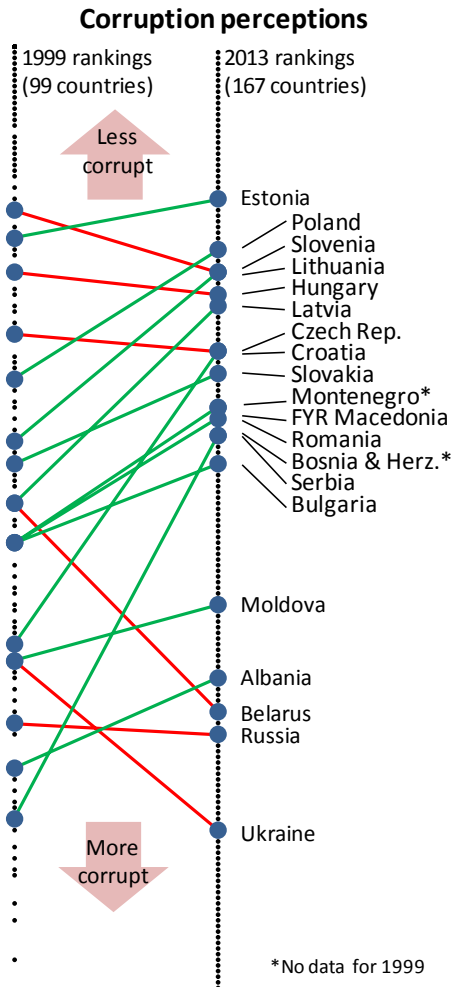 Corruption perceptions
1999 rankings
(99 countries)
2013 rankings
(167 countries)
Less
corrupt
Estonia
Poland
Slovenia
Lithuania
Hungary
Latvia
Czech Rep.
Croatia
Slovakia
Montenegro*
FYR Macedonia
Romania
Bosnia & Herz.*
Serbia
Bulgaria
Moldova
Albania
Belarus
Russia
Ukraine
More
corrupt
*No data for 1999